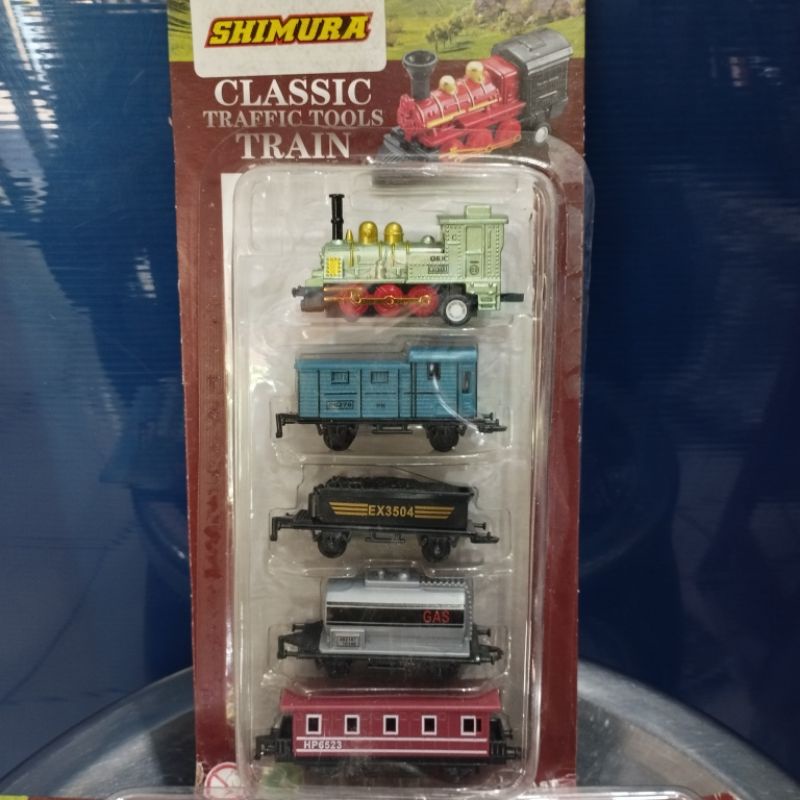 SHIMURA
CLASSIC
TRAFFIC TOOLS
TRAIN
EX3504
GAS
HP6523